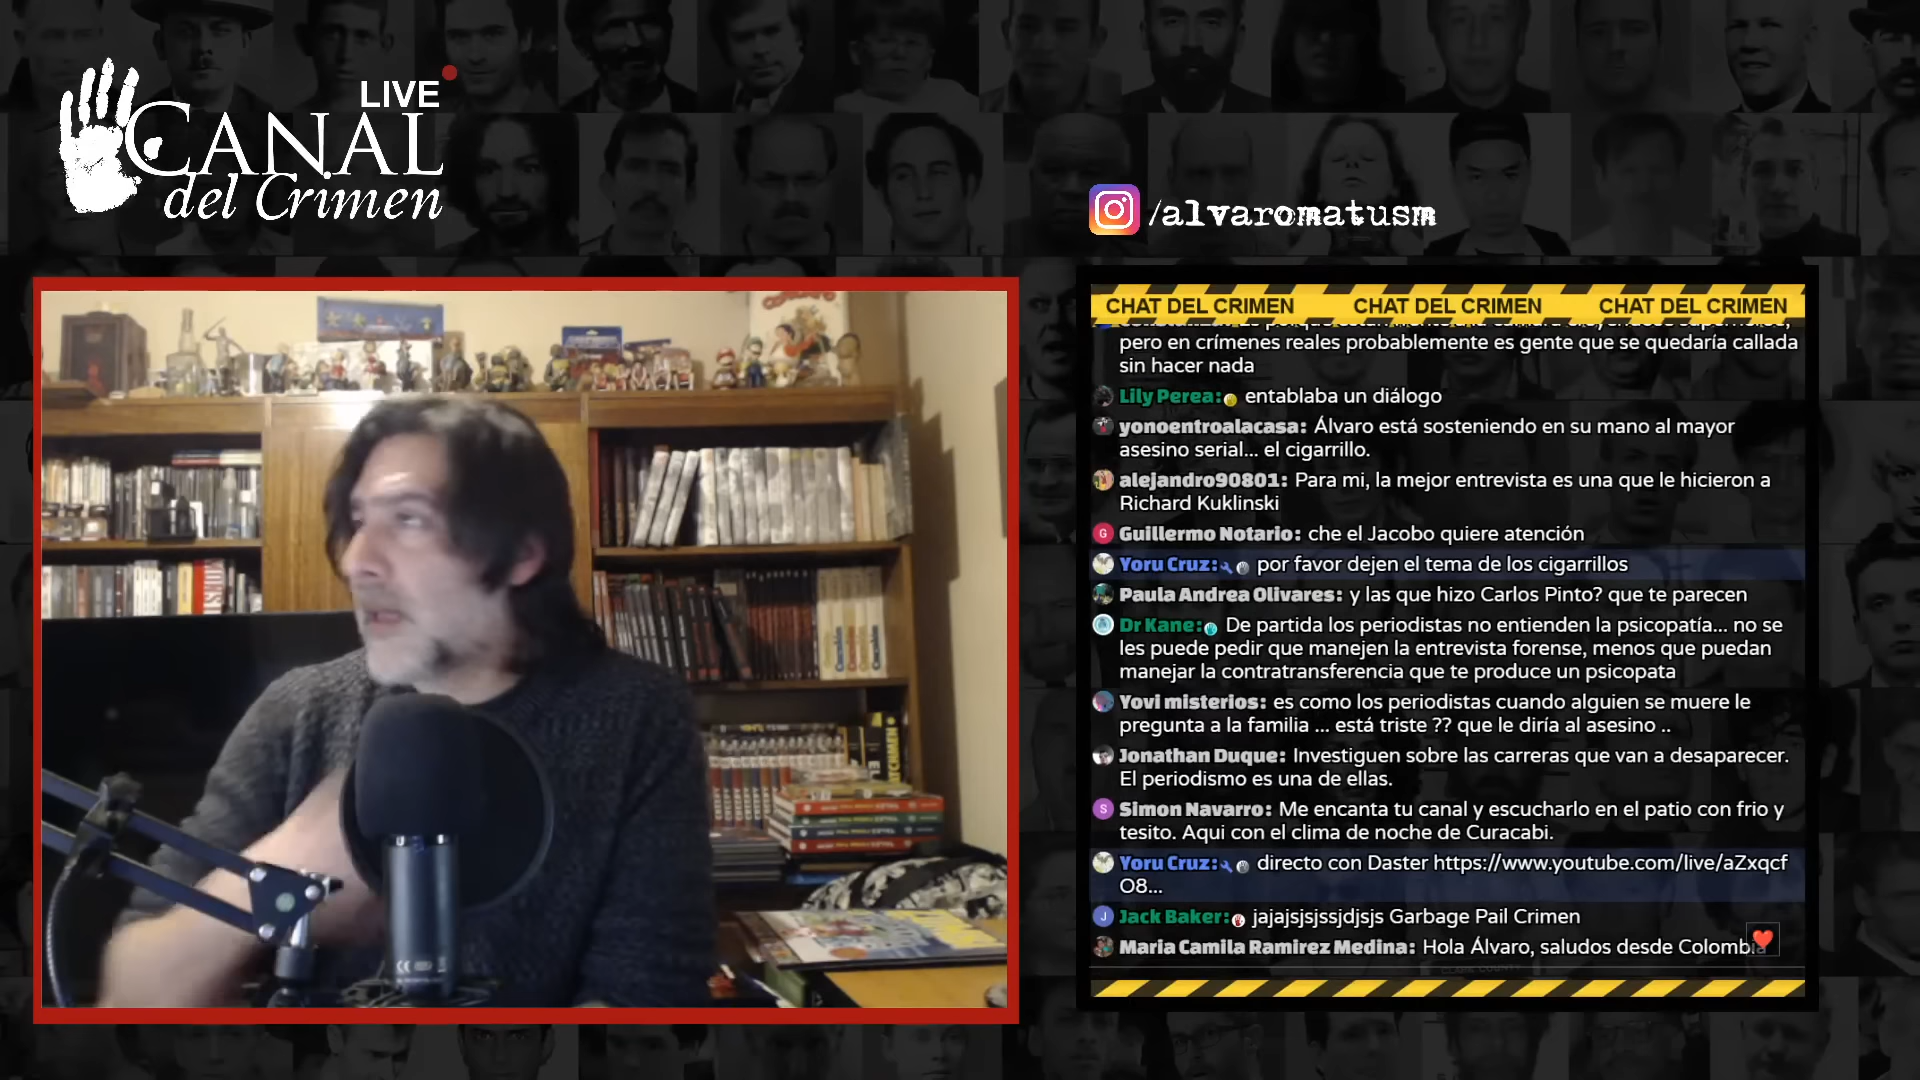 LIVE
CANAL
del Crimen
/alvaromatusm
CHAT DEL CRIMEN CHAT DEL CRIMEN CHAT DEL CRIMEN
pero en crímenes reales probablemente es gente que se quedaría callada
sin hacer nada
Lily Perea: entablaba un diálogo
yonoentroalacasa: Álvaro está sosteniendo en su mano al mayor
asesino serial... el cigarrillo.
alejandro90801: Para mi, la mejor entrevista es una que le hicieron a
Richard Kuklinski
G Guillermo Notario: che el Jacobo quiere atención
Yoru Cruz: por favor dejen el tema de los cigarrillos
Paula Andrea Olivares: y las que hizo Carlos Pinto? que te parecen
Dr Kane: De partida los periodistas no entienden la psicopatía... no se
les puede pedir que manejen la entrevista forense, menos que puedan
manejar la contratransferencia que te produce un psicopata
Yovi misterios: es como los periodistas cuando alguien se muere le
pregunta a la familia ... está triste ?? que le diría al asesino ..
Jonathan Duque: Investiguen sobre las carreras que van a desaparecer.
El periodismo es una de ellas.
S Simon Navarro: Me encanta tu canal y escucharlo en el patio con frio y
tesito. Aqui con el clima de noche de Curacabi.
Yoru Cruz: directo con Daster https://www.youtube.com/live/aZxqcf
O8...
J Jack Baker: jajajsjsjssjdjsjs Garbage Pail Crimen
Maria Camila Ramirez Medina: Hola Álvaro, saludos desde Colombia